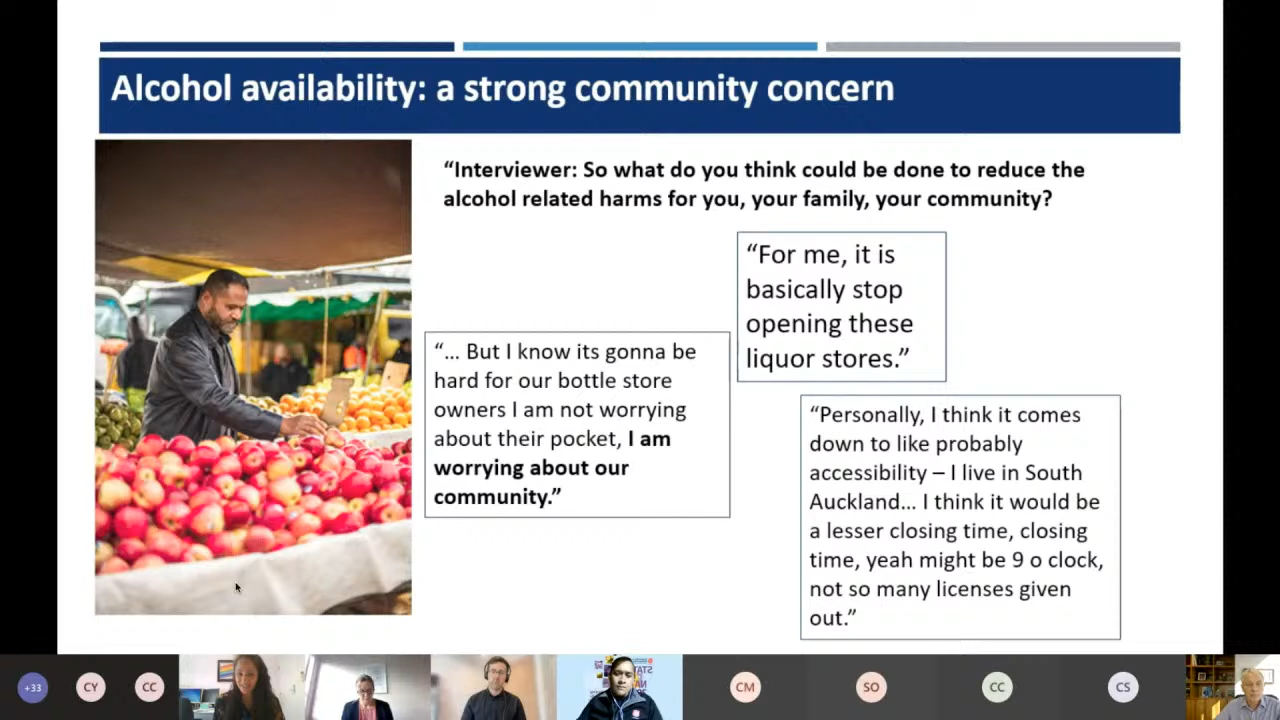 Alcohol availability: a strong community concern
“Interviewer: So what do you think could be done to reduce the
alcohol related harms for you, your family, your community?
“For me, it is
basically stop
opening these
liquor stores.”
“... But I know its gonna be
hard for our bottle store
owners I am not worrying
about their pocket, I am
worrying about our
community.”
“Personally, I think it comes
down to like probably
accessibility – I live in South
Auckland... I think it would be
a lesser closing time, closing
time, yeah might be 9 o clock,
not so many licenses given
out.”
+33
CY
CC
CM
SO
CC
CS